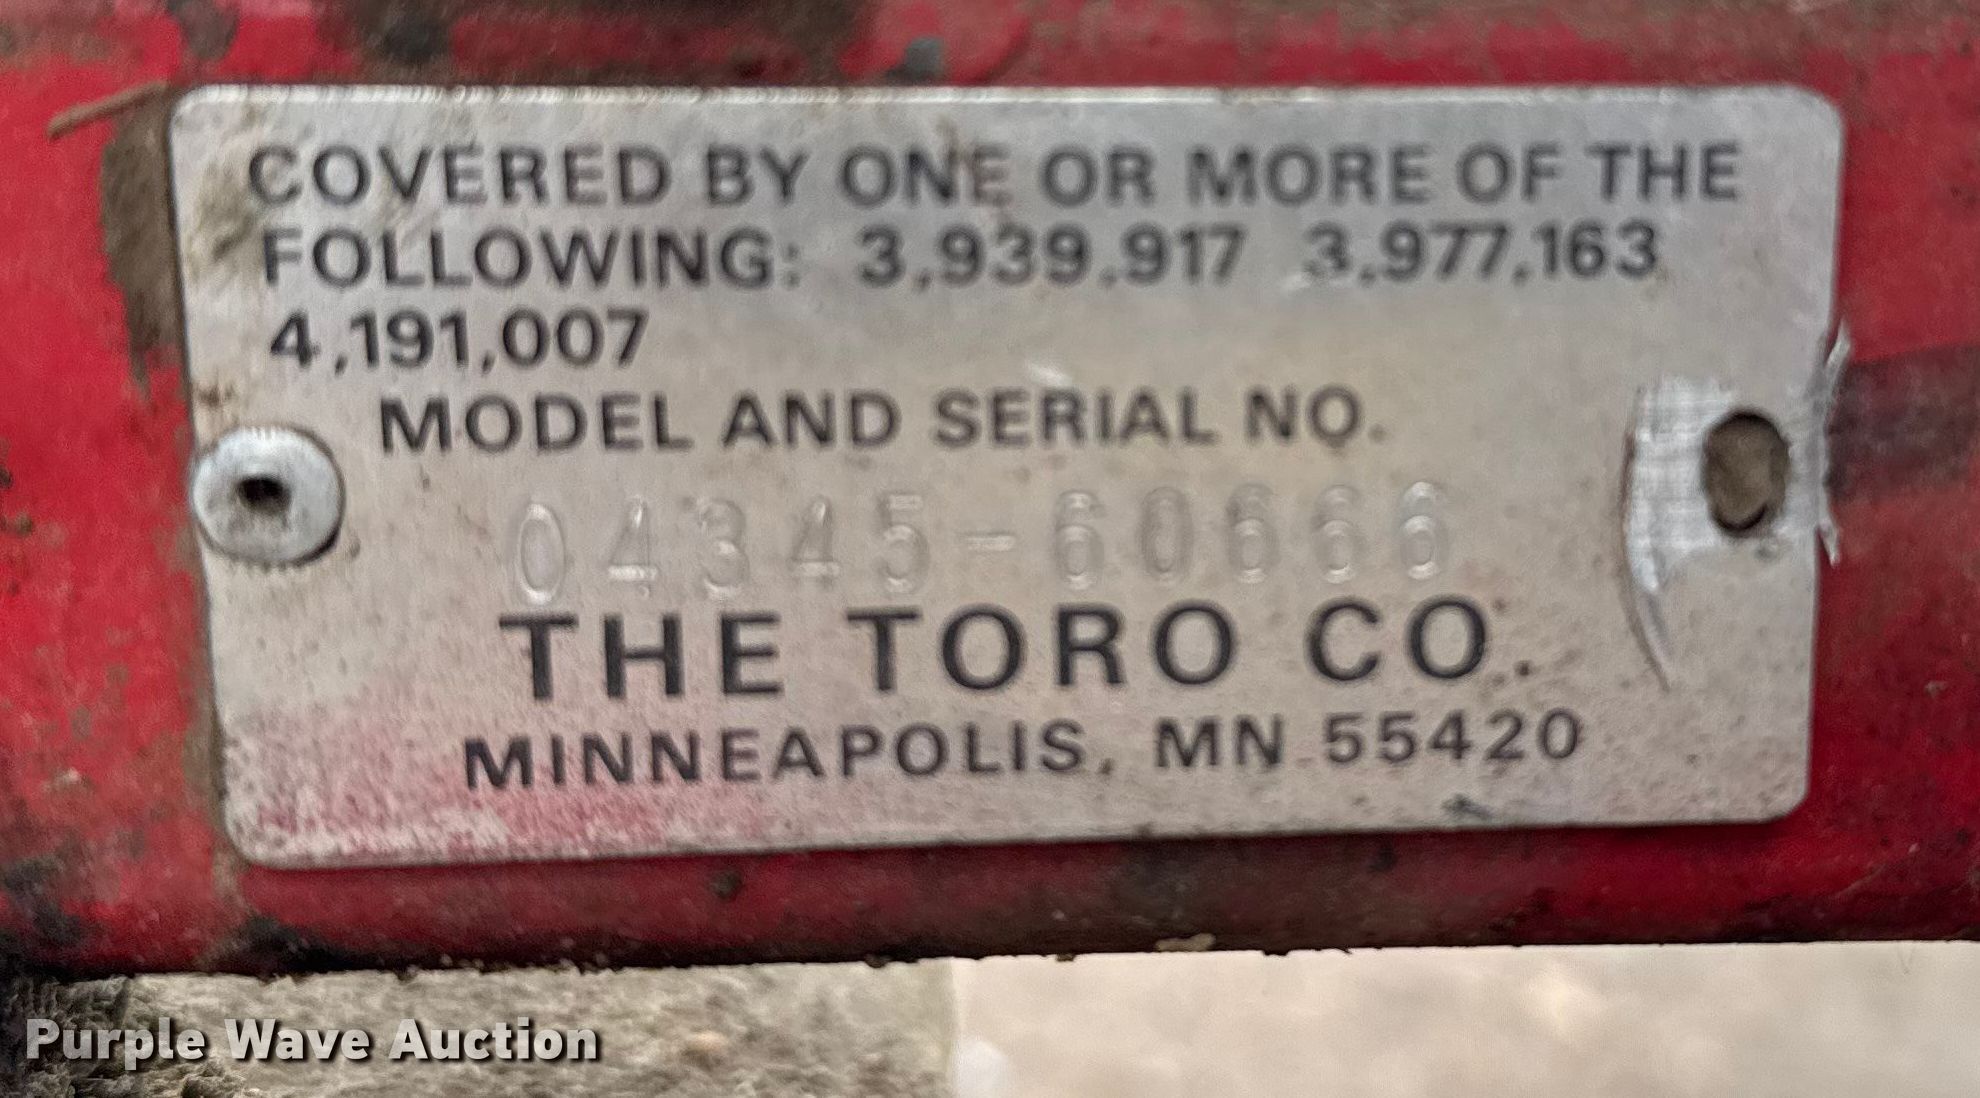 COVERED BY ONE OR MORE OF THE
FOLLOWING: 3,939,917 3,977,163
4,191,007
MODEL AND SERIAL NO.
04345-60666
THE TORO CO.
MINNEAPOLIS, MN 55420
Purple Wave Auction